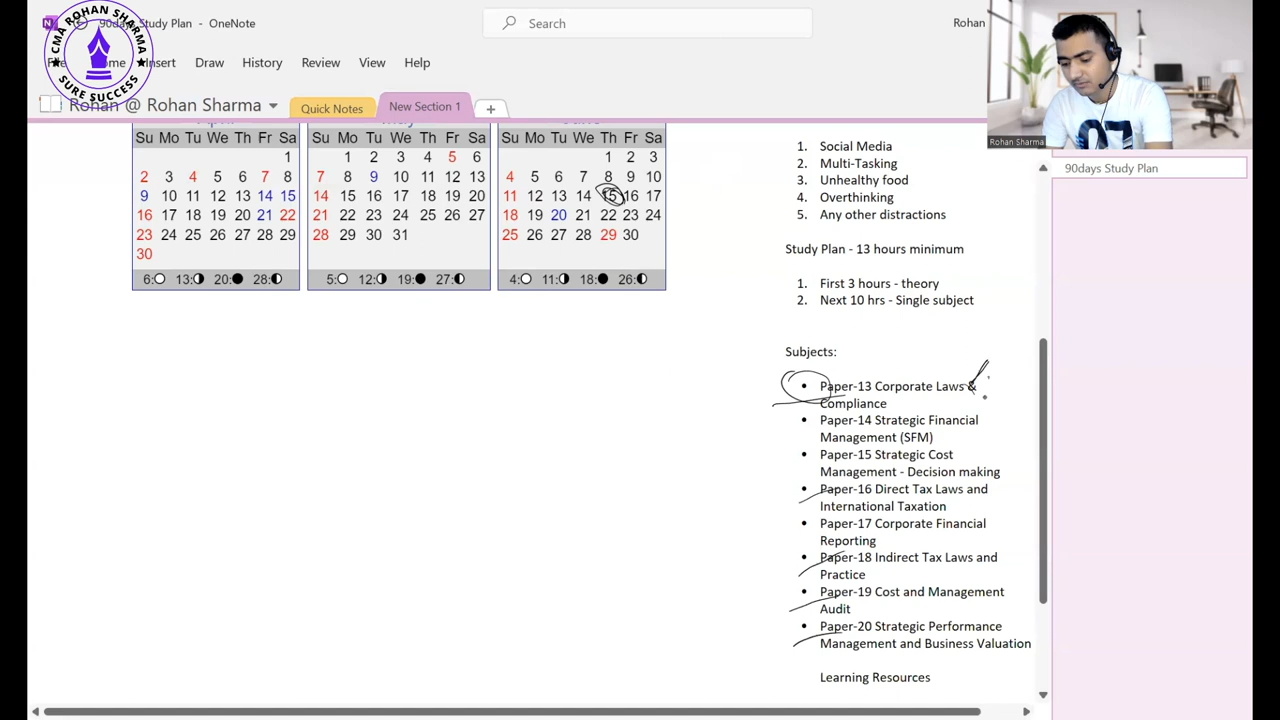 90days Study Plan - OneNote
Search
Rohan
CMA ROHAN SHARMA
SURE SUCCESS
Insert Draw History Review View Help
Rohan @ Rohan Sharma
Quick Notes
New Section 1
Rohan Sharma
90days Study Plan
Su Mo Tu We Th Fr Sa
1
2 3 4 5 6 7 8
9 10 11 12 13 14 15
16 17 18 19 20 21 22
23 24 25 26 27 28 29
30
6: 13: 20: 28:
Su Mo Tu We Th Fr Sa
1 2 3 4 5 6
7 8 9 10 11 12 13
14 15 16 17 18 19 20
21 22 23 24 25 26 27
28 29 30 31
5: 12: 19: 27:
Su Mo Tu We Th Fr Sa
1 2 3
4 5 6 7 8 9 10
11 12 13 14 15 16 17
18 19 20 21 22 23 24
25 26 27 28 29 30
4: 11: 18: 26:
1. Social Media
2. Multi-Tasking
3. Unhealthy food
4. Overthinking
5. Any other distractions
Study Plan - 13 hours minimum
1. First 3 hours - theory
2. Next 10 hrs - Single subject
Subjects:
• Paper-13 Corporate Laws &
Compliance
• Paper-14 Strategic Financial
Management (SFM)
• Paper-15 Strategic Cost
Management - Decision making
• Paper-16 Direct Tax Laws and
International Taxation
• Paper-17 Corporate Financial
Reporting
• Paper-18 Indirect Tax Laws and
Practice
• Paper-19 Cost and Management
Audit
• Paper-20 Strategic Performance
Management and Business Valuation
Learning Resources